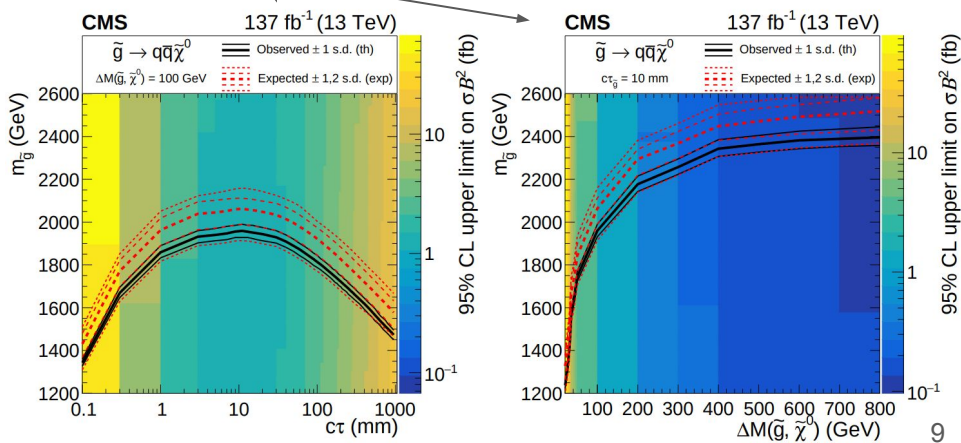 CMS 137 fb⁻¹ (13 TeV)
g̃ → qq̅χ̃⁰
ΔM(g̃, χ̃⁰) = 100 GeV
Observed ± 1 s.d. (th)
Expected ± 1,2 s.d. (exp)
m_g̃ (GeV)
2600
2400
2200
2000
1800
1600
1400
1200
0.1 1 10 100 1000
cτ (mm)
10
1
10⁻¹
95% CL upper limit on σB² (fb)
CMS 137 fb⁻¹ (13 TeV)
g̃ → qq̅χ̃⁰
cτ_g̃ = 10 mm
Observed ± 1 s.d. (th)
Expected ± 1,2 s.d. (exp)
m_g̃ (GeV)
2600
2400
2200
2000
1800
1600
1400
1200
100 200 300 400 500 600 700 800
ΔM(g̃, χ̃⁰) (GeV)
10
1
10⁻¹
95% CL upper limit on σB² (fb)
9